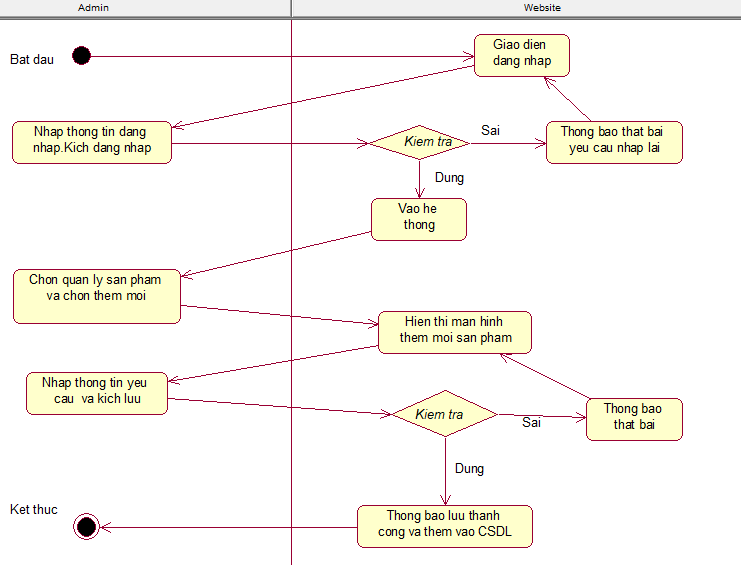 Admin
Website
Bat dau
Giao dien
dang nhap
Nhap thong tin dang
nhap.Kich dang nhap
Kiem tra
Sai
Thong bao that bai
yeu cau nhap lai
Dung
Vao he
thong
Chon quan ly san pham
va chon them moi
Hien thi man hinh
them moi san pham
Nhap thong tin yeu
cau va kich luu
Kiem tra
Sai
Thong bao
that bai
Dung
Ket thuc
Thong bao luu thanh
cong va them vao CSDL